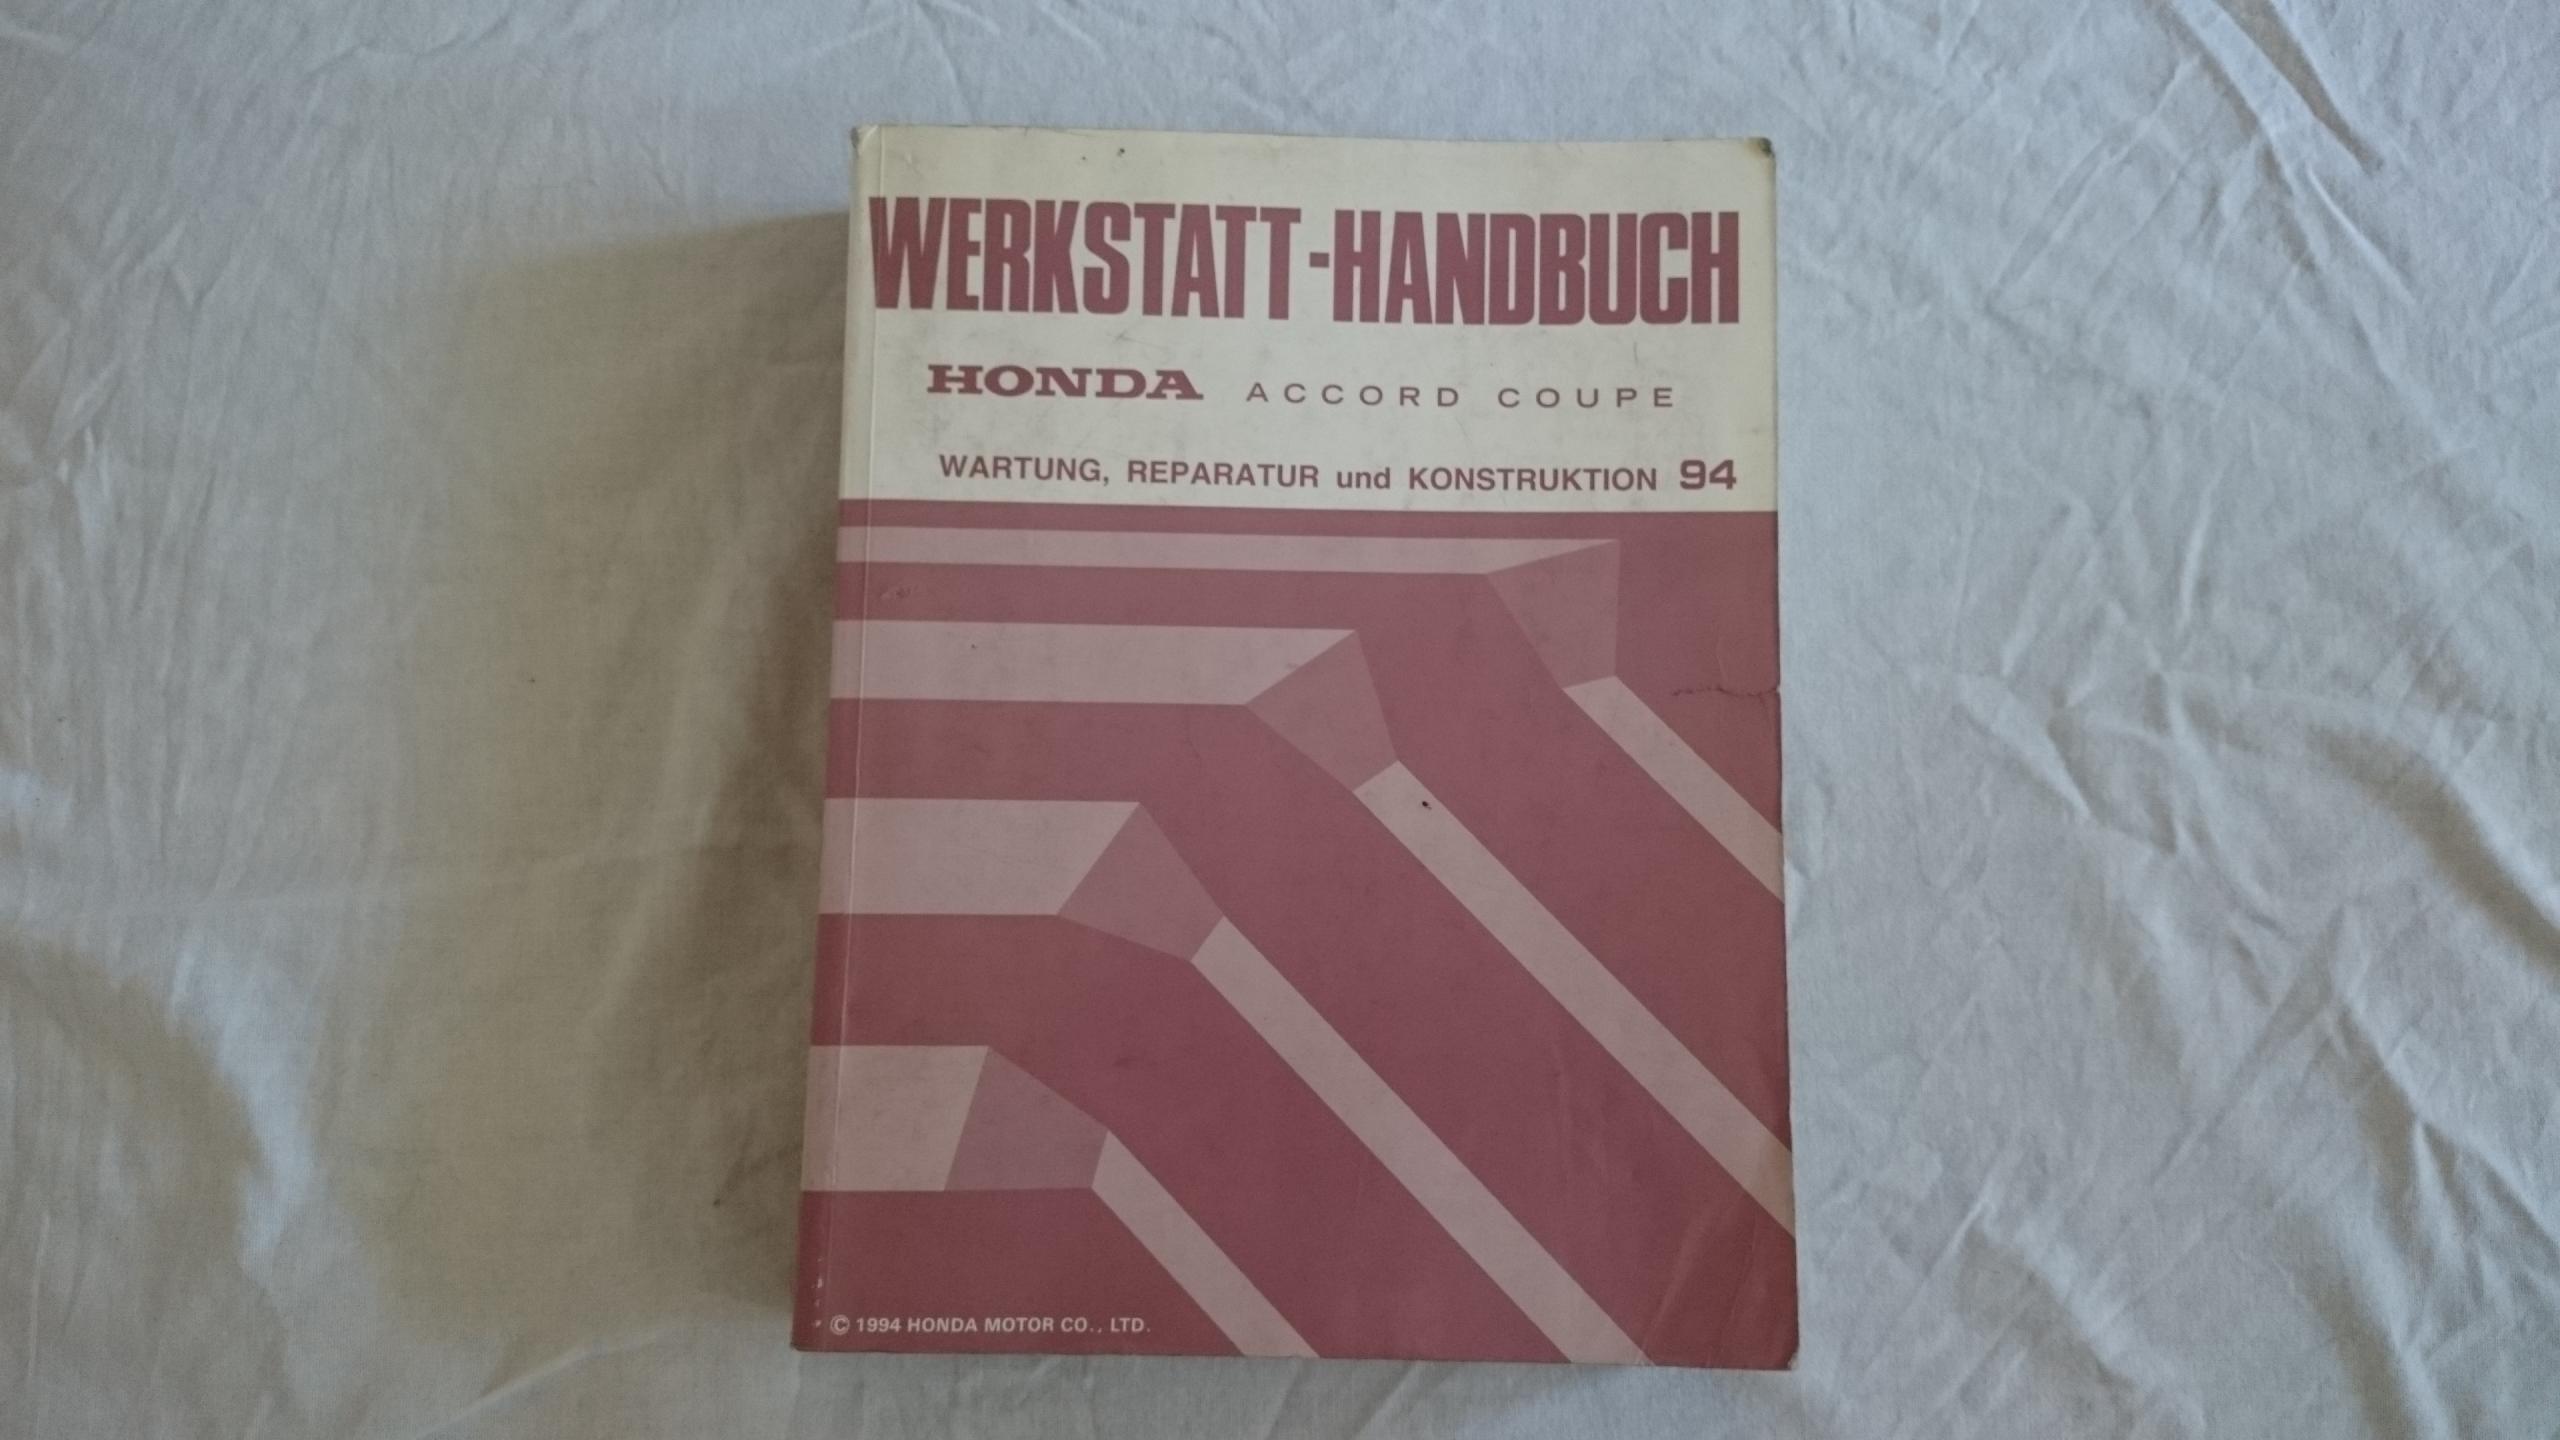 WERKSTATT-HANDBUCH
HONDA ACCORD COUPE
WARTUNG, REPARATUR und KONSTRUKTION 94
© 1994 HONDA MOTOR CO., LTD.